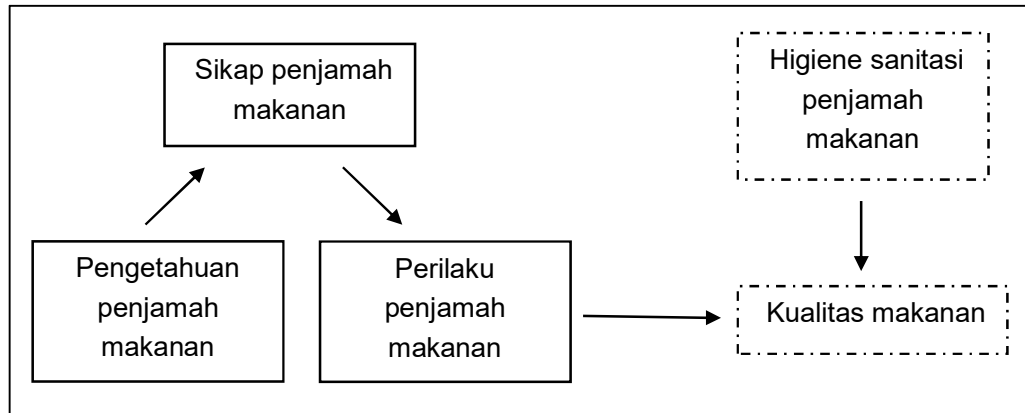 Sikap penjamah
makanan
Higiene sanitasi
penjamah
makanan
Pengetahuan
penjamah
makanan
Perilaku
penjamah
makanan
Kualitas makanan